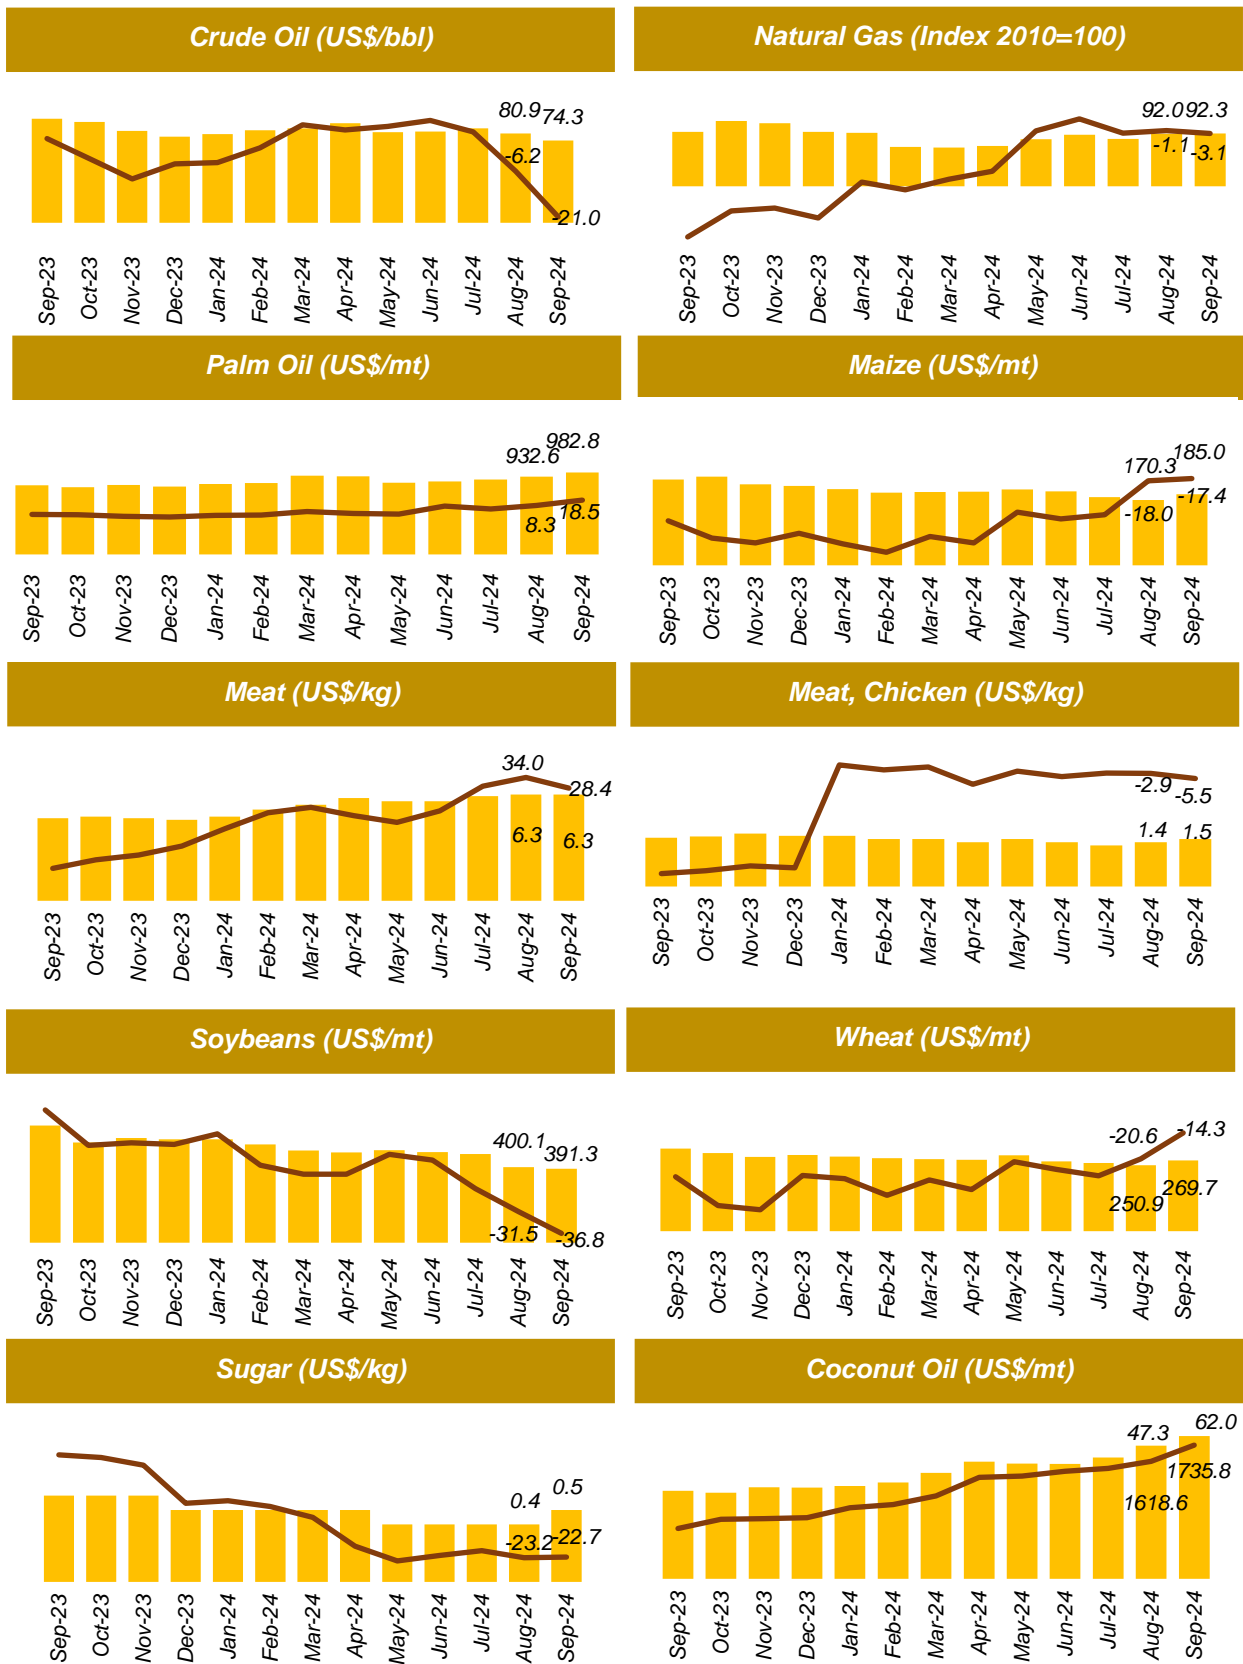 Crude Oil (US$/bbl)
80.9 74.3
-6.2
-21.0
Sep-23 Oct-23 Nov-23 Dec-23 Jan-24 Feb-24 Mar-24 Apr-24 May-24 Jun-24 Jul-24 Aug-24 Sep-24
Natural Gas (Index 2010=100)
92.0 92.3
-1.1 -3.1
Sep-23 Oct-23 Nov-23 Dec-23 Jan-24 Feb-24 Mar-24 Apr-24 May-24 Jun-24 Jul-24 Aug-24 Sep-24
Palm Oil (US$/mt)
932.6 982.8
8.3 18.5
Sep-23 Oct-23 Nov-23 Dec-23 Jan-24 Feb-24 Mar-24 Apr-24 May-24 Jun-24 Jul-24 Aug-24 Sep-24
Maize (US$/mt)
170.3 185.0
-18.0 -17.4
Sep-23 Oct-23 Nov-23 Dec-23 Jan-24 Feb-24 Mar-24 Apr-24 May-24 Jun-24 Jul-24 Aug-24 Sep-24
Meat (US$/kg)
34.0 28.4
6.3 6.3
Sep-23 Oct-23 Nov-23 Dec-23 Jan-24 Feb-24 Mar-24 Apr-24 May-24 Jun-24 Jul-24 Aug-24 Sep-24
Meat, Chicken (US$/kg)
-2.9 -5.5
1.4 1.5
Sep-23 Oct-23 Nov-23 Dec-23 Jan-24 Feb-24 Mar-24 Apr-24 May-24 Jun-24 Jul-24 Aug-24 Sep-24
Soybeans (US$/mt)
400.1 391.3
-31.5 -36.8
Sep-23 Oct-23 Nov-23 Dec-23 Jan-24 Feb-24 Mar-24 Apr-24 May-24 Jun-24 Jul-24 Aug-24 Sep-24
Wheat (US$/mt)
-20.6 -14.3
250.9 269.7
Sep-23 Oct-23 Nov-23 Dec-23 Jan-24 Feb-24 Mar-24 Apr-24 May-24 Jun-24 Jul-24 Aug-24 Sep-24
Sugar (US$/kg)
0.4 0.5
-23.2 -22.7
Sep-23 Oct-23 Nov-23 Dec-23 Jan-24 Feb-24 Mar-24 Apr-24 May-24 Jun-24 Jul-24 Aug-24 Sep-24
Coconut Oil (US$/mt)
47.3 62.0
1618.6 1735.8
Sep-23 Oct-23 Nov-23 Dec-23 Jan-24 Feb-24 Mar-24 Apr-24 May-24 Jun-24 Jul-24 Aug-24 Sep-24